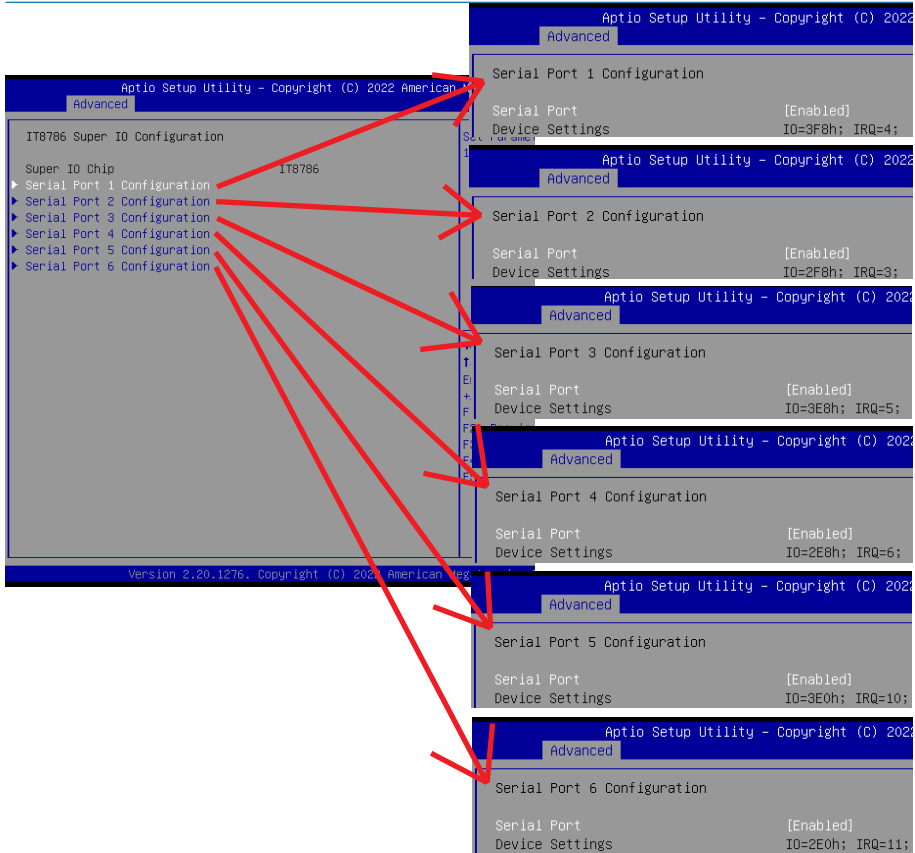 Aptio Setup Utility – Copyright (C) 2022 American
Advanced
IT8786 Super IO Configuration
Super IO Chip IT8786
Serial Port 1 Configuration
Serial Port 2 Configuration
Serial Port 3 Configuration
Serial Port 4 Configuration
Serial Port 5 Configuration
Serial Port 6 Configuration
Version 2.20.1276. Copyright (C) 2022 American
Aptio Setup Utility – Copyright (C) 2022
Advanced
Serial Port 1 Configuration
Serial Port [Enabled]
Device Settings IO=3F8h; IRQ=4;
Aptio Setup Utility – Copyright (C) 2022
Advanced
Serial Port 2 Configuration
Serial Port [Enabled]
Device Settings IO=2F8h; IRQ=3;
Aptio Setup Utility – Copyright (C) 2022
Advanced
Serial Port 3 Configuration
Serial Port [Enabled]
Device Settings IO=3E8h; IRQ=5;
Aptio Setup Utility – Copyright (C) 2022
Advanced
Serial Port 4 Configuration
Serial Port [Enabled]
Device Settings IO=2E8h; IRQ=6;
Aptio Setup Utility – Copyright (C) 2022
Advanced
Serial Port 5 Configuration
Serial Port [Enabled]
Device Settings IO=3E0h; IRQ=10;
Aptio Setup Utility – Copyright (C) 2022
Advanced
Serial Port 6 Configuration
Serial Port [Enabled]
Device Settings IO=2E0h; IRQ=11;